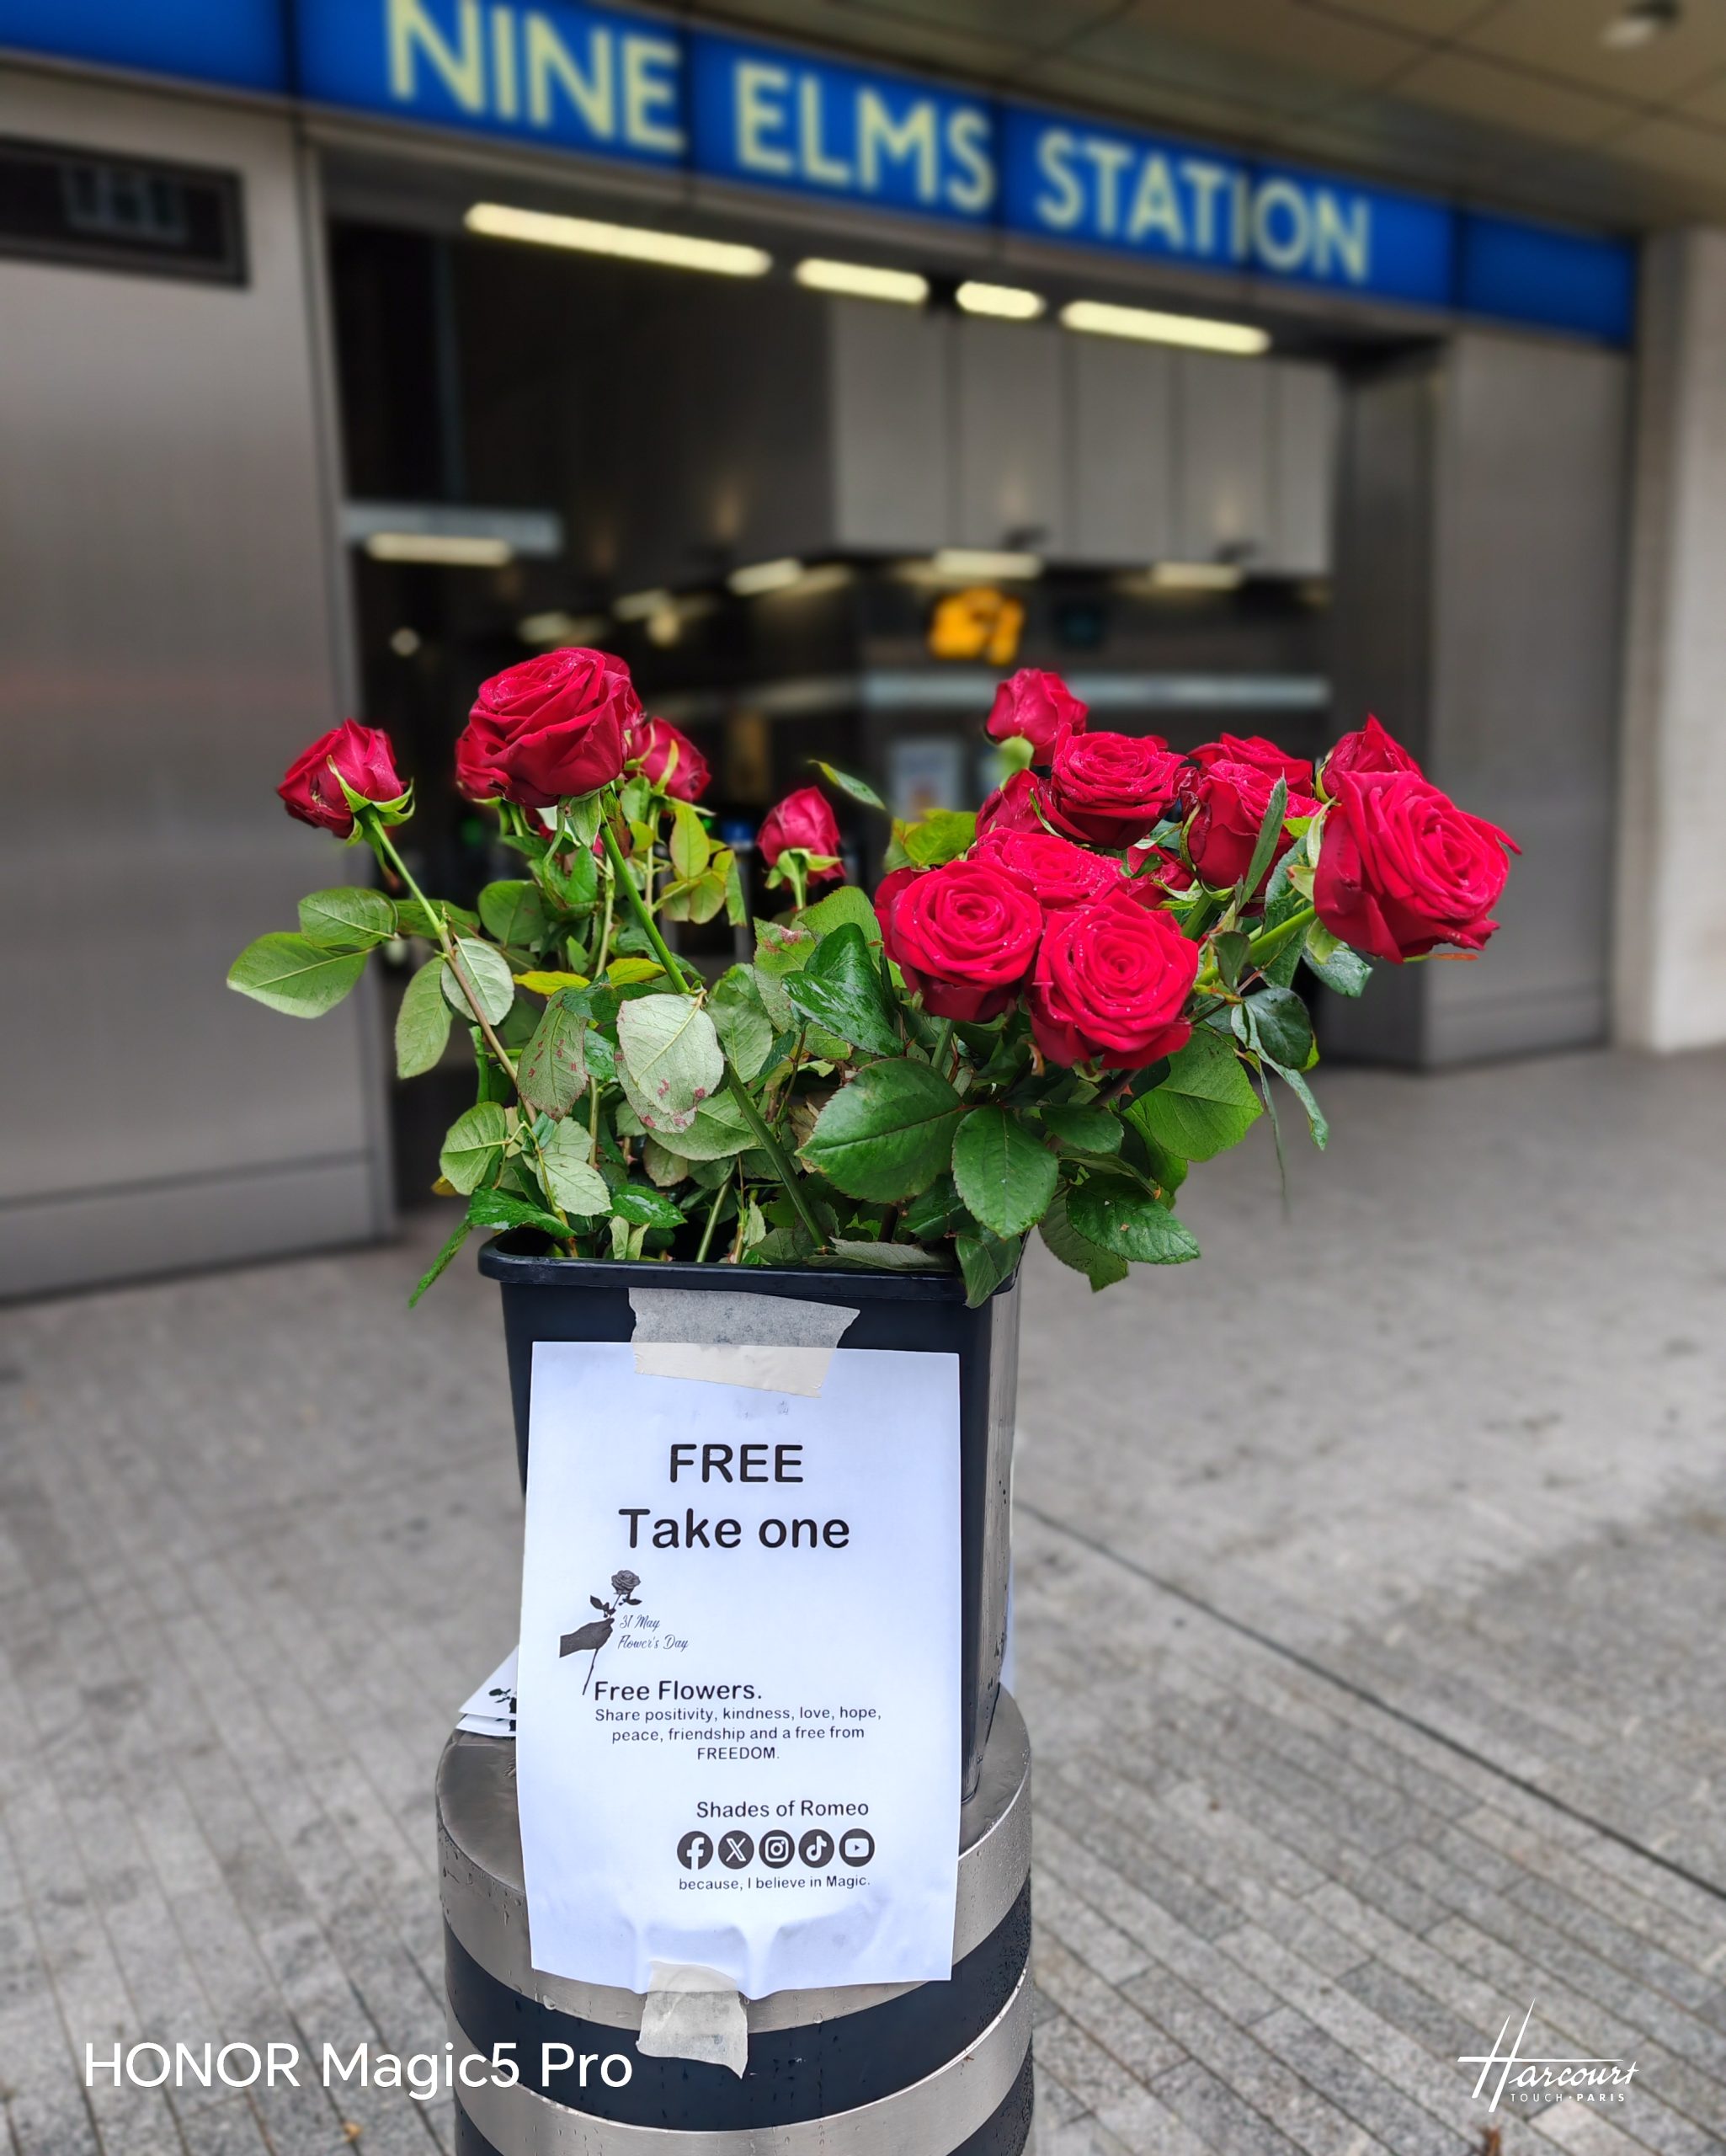 NINE ELMS STATION
FREE
Take one
31 May
Flower's Day
Free Flowers.
Share positivity, kindness, love, hope,
peace, friendship and a free from
FREEDOM.
Shades of Romeo
because, I believe in Magic.
HONOR Magic5 Pro
Harcourt
TOUCH • PARIS